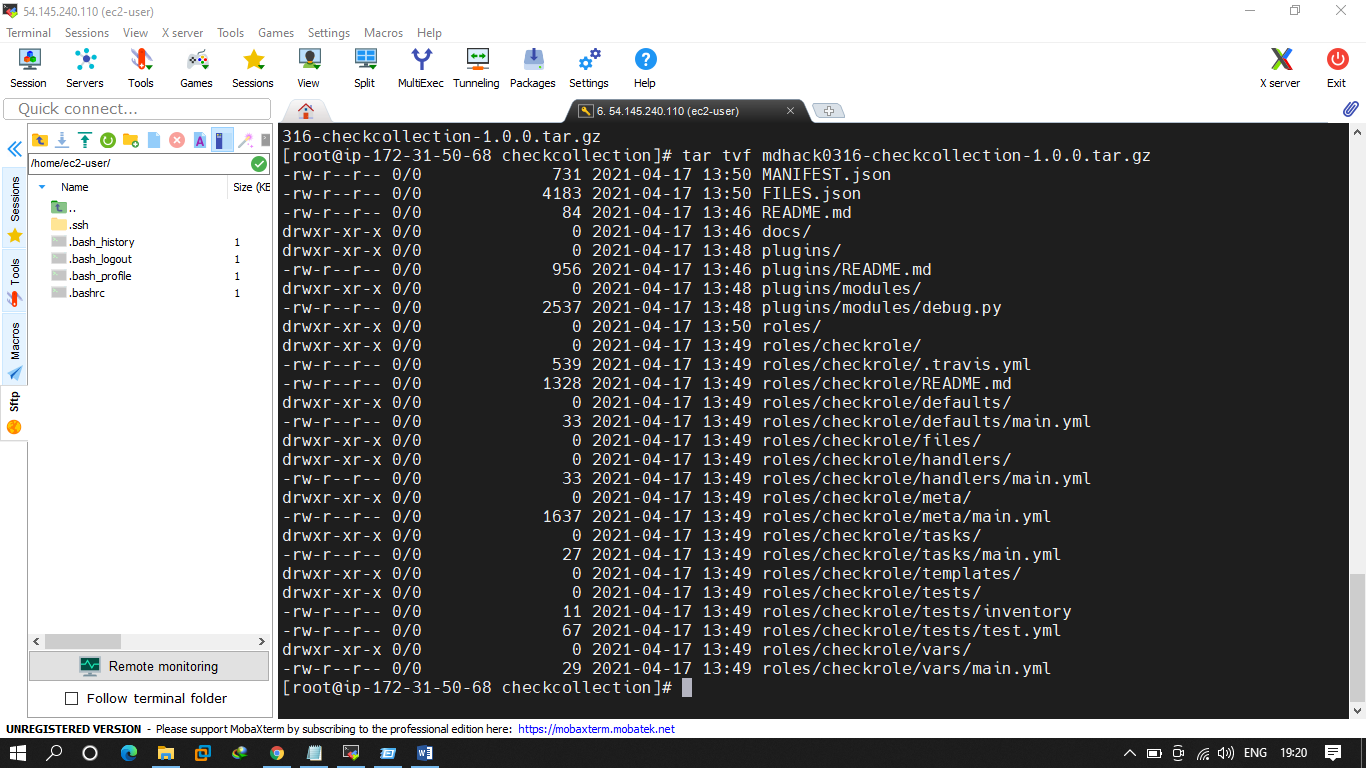 54.145.240.110 (ec2-user)
Terminal Sessions View X server Tools Games Settings Macros Help
Session Servers Tools Games Sessions View Split MultiExec Tunneling Packages Settings Help X server Exit
Quick connect...
6. 54.145.240.110 (ec2-user)
/home/ec2-user/
Name Size (KB
..
.ssh
.bash_history 1
.bash_logout 1
.bash_profile 1
.bashrc 1
Sessions
Tools
Macros
Sftp
Remote monitoring
Follow terminal folder
316-checkcollection-1.0.0.tar.gz
[root@ip-172-31-50-68 checkcollection]# tar tvf mdhack0316-checkcollection-1.0.0.tar.gz
-rw-r--r-- 0/0 731 2021-04-17 13:50 MANIFEST.json
-rw-r--r-- 0/0 4183 2021-04-17 13:50 FILES.json
-rw-r--r-- 0/0 84 2021-04-17 13:46 README.md
drwxr-xr-x 0/0 0 2021-04-17 13:46 docs/
drwxr-xr-x 0/0 0 2021-04-17 13:48 plugins/
-rw-r--r-- 0/0 956 2021-04-17 13:46 plugins/README.md
drwxr-xr-x 0/0 0 2021-04-17 13:48 plugins/modules/
-rw-r--r-- 0/0 2537 2021-04-17 13:48 plugins/modules/debug.py
drwxr-xr-x 0/0 0 2021-04-17 13:50 roles/
drwxr-xr-x 0/0 0 2021-04-17 13:49 roles/checkrole/
-rw-r--r-- 0/0 539 2021-04-17 13:49 roles/checkrole/.travis.yml
-rw-r--r-- 0/0 1328 2021-04-17 13:49 roles/checkrole/README.md
drwxr-xr-x 0/0 0 2021-04-17 13:49 roles/checkrole/defaults/
-rw-r--r-- 0/0 33 2021-04-17 13:49 roles/checkrole/defaults/main.yml
drwxr-xr-x 0/0 0 2021-04-17 13:49 roles/checkrole/files/
drwxr-xr-x 0/0 0 2021-04-17 13:49 roles/checkrole/handlers/
-rw-r--r-- 0/0 33 2021-04-17 13:49 roles/checkrole/handlers/main.yml
drwxr-xr-x 0/0 0 2021-04-17 13:49 roles/checkrole/meta/
-rw-r--r-- 0/0 1637 2021-04-17 13:49 roles/checkrole/meta/main.yml
drwxr-xr-x 0/0 0 2021-04-17 13:49 roles/checkrole/tasks/
-rw-r--r-- 0/0 27 2021-04-17 13:49 roles/checkrole/tasks/main.yml
drwxr-xr-x 0/0 0 2021-04-17 13:49 roles/checkrole/templates/
drwxr-xr-x 0/0 0 2021-04-17 13:49 roles/checkrole/tests/
-rw-r--r-- 0/0 11 2021-04-17 13:49 roles/checkrole/tests/inventory
-rw-r--r-- 0/0 67 2021-04-17 13:49 roles/checkrole/tests/test.yml
drwxr-xr-x 0/0 0 2021-04-17 13:49 roles/checkrole/vars/
-rw-r--r-- 0/0 29 2021-04-17 13:49 roles/checkrole/vars/main.yml
[root@ip-172-31-50-68 checkcollection]#
UNREGISTERED VERSION - Please support MobaXterm by subscribing to the professional edition here: https://mobaxterm.mobatek.net
ENG 19:20